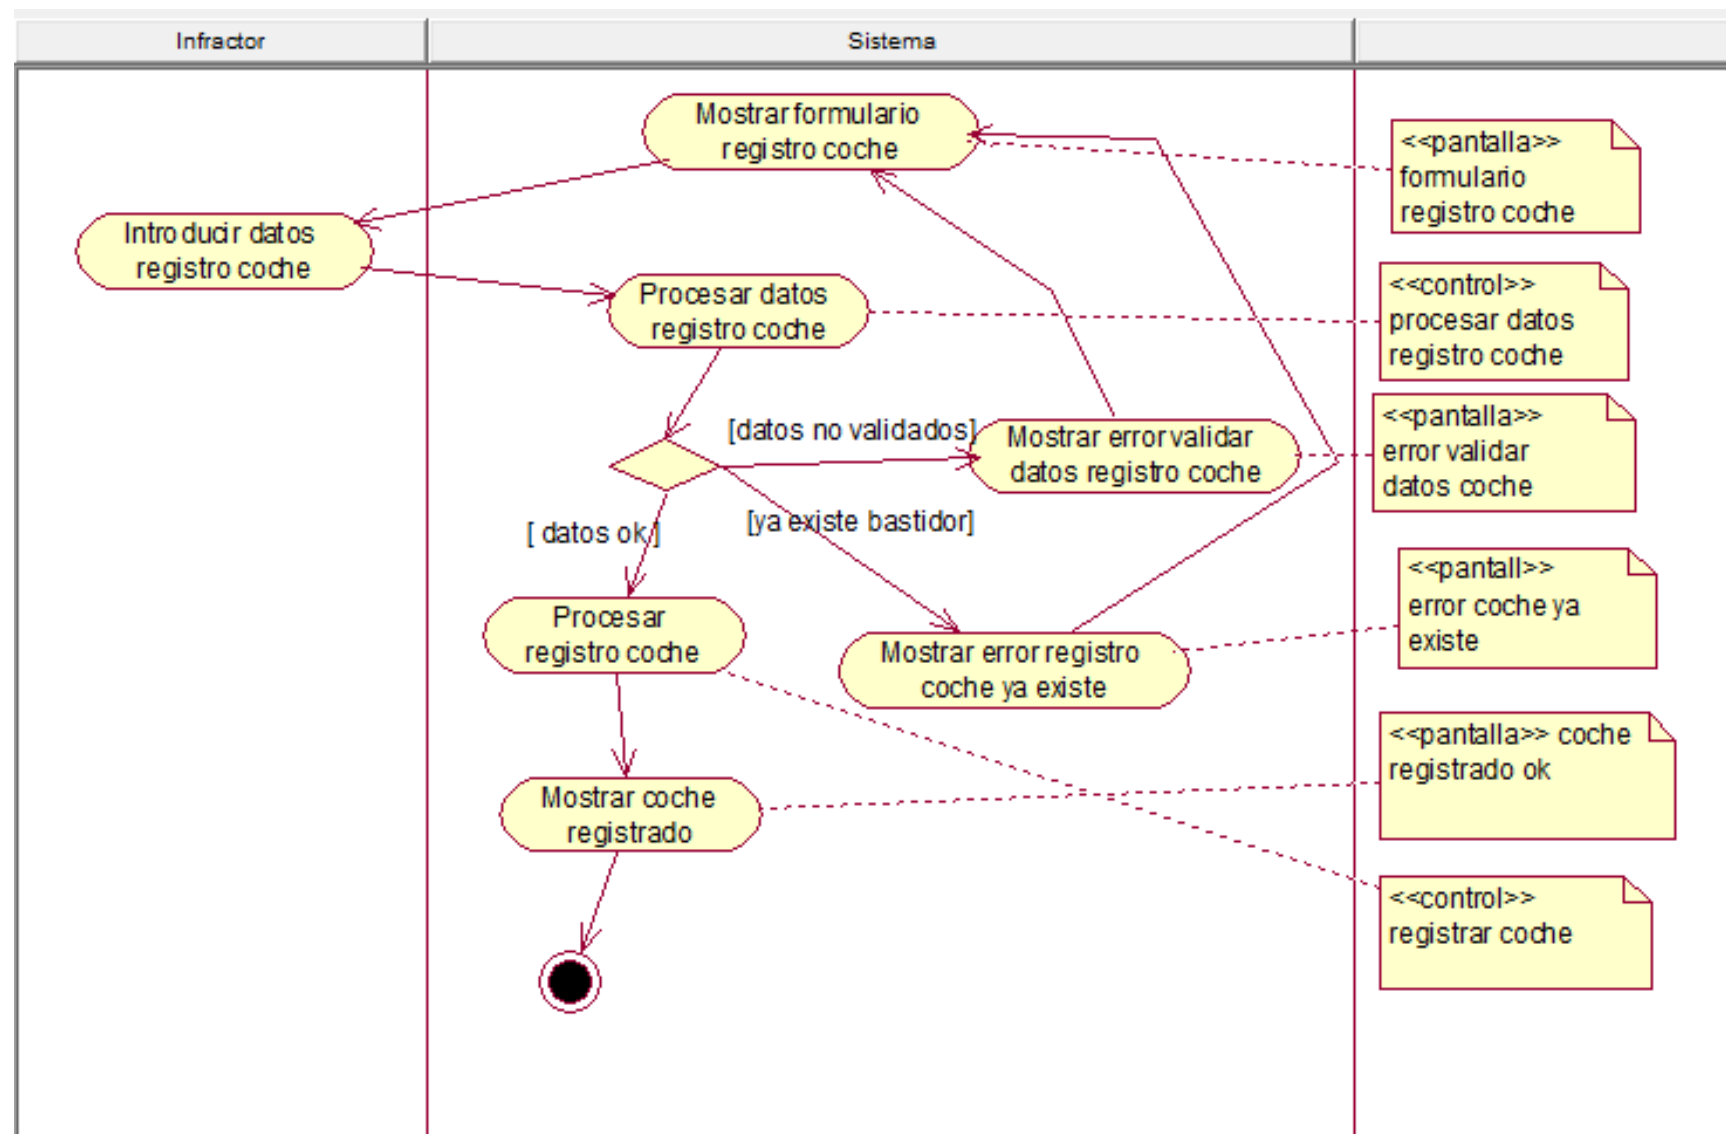 Infractor
Sistema
Mostrar formulario
registro coche
<<pantalla>>
formulario
registro coche
Introducir datos
registro coche
Procesar datos
registro coche
<<control>>
procesar datos
registro coche
[datos no validados]
Mostrar error validar
datos registro coche
<<pantalla>>
error validar
datos coche
[ datos ok ]
[ya existe bastidor]
Procesar
registro coche
Mostrar error registro
coche ya existe
<<pantall>>
error coche ya
existe
Mostrar coche
registrado
<<pantalla>> coche
registrado ok
<<control>>
registrar coche